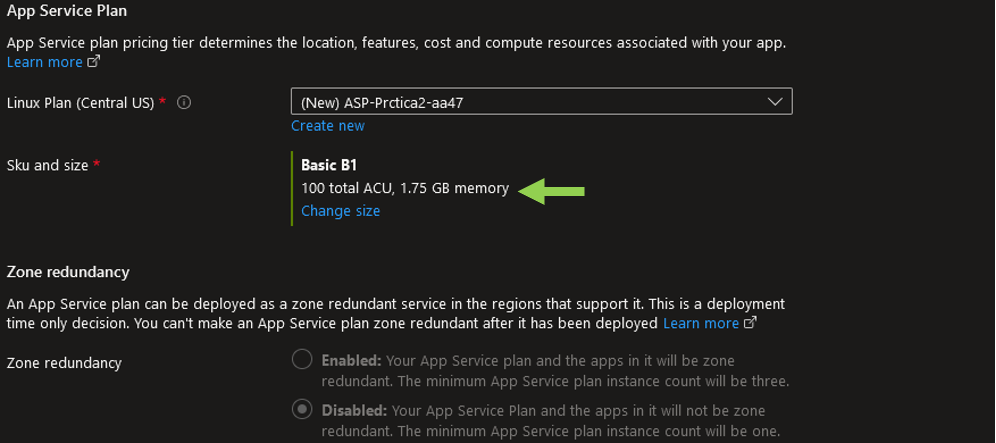 App Service Plan
App Service plan pricing tier determines the location, features, cost and compute resources associated with your app.
Learn more
Linux Plan (Central US) *
(New) ASP-Prctica2-aa47
Create new
Sku and size *
Basic B1
100 total ACU, 1.75 GB memory
Change size
Zone redundancy
An App Service plan can be deployed as a zone redundant service in the regions that support it. This is a deployment
time only decision. You can't make an App Service plan zone redundant after it has been deployed Learn more
Zone redundancy
Enabled: Your App Service plan and the apps in it will be zone
redundant. The minimum App Service plan instance count will be three.
Disabled: Your App Service Plan and the apps in it will not be zone
redundant. The minimum App Service plan instance count will be one.